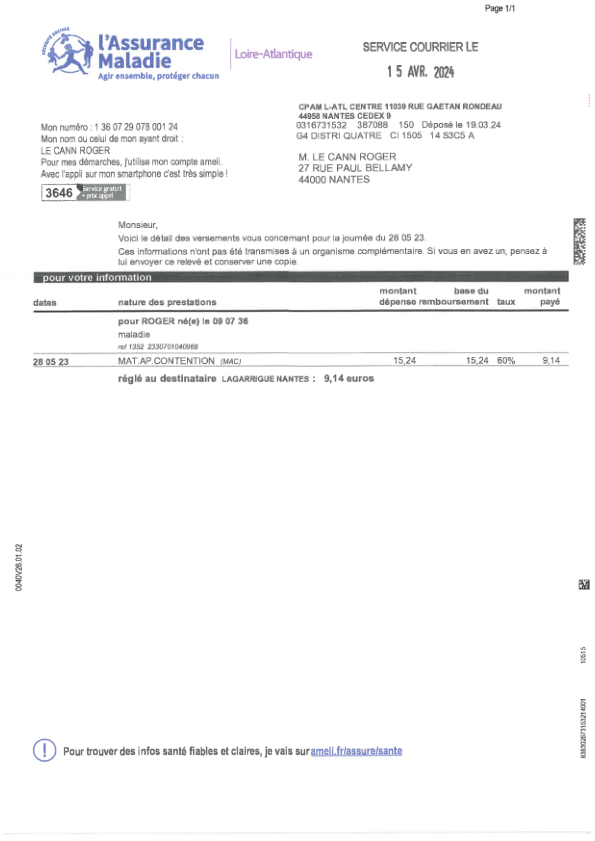 Page 1/1
SÉCURITÉ SOCIALE
l'Assurance
Maladie
Agir ensemble, protéger chacun
Loire-Atlantique
SERVICE COURRIER LE
15 AVR. 2024
CPAM L-ATL CENTRE 11039 RUE GAETAN RONDEAU
44958 NANTES CEDEX 9
0316731532 387088 150 Déposé le 19.03.24
G4 DISTRI QUATRE CI 1505 14 S3C5 A
M. LE CANN ROGER
27 RUE PAUL BELLAMY
44000 NANTES
Mon numéro : 1 36 07 29 078 001 24
Mon nom ou celui de mon ayant droit :
LE CANN ROGER
Pour mes démarches, j'utilise mon compte ameli.
Avec l'appli sur mon smartphone c'est très simple !
3646 Service gratuit
+ prix appel
Monsieur,
Voici le détail des versements vous concernant pour la journée du 28 05 23.
Ces informations n'ont pas été transmises à un organisme complémentaire. Si vous en avez un, pensez à
lui envoyer ce relevé et conserver une copie.
pour votre information
montant base du montant
dates nature des prestations dépense remboursement taux payé
pour ROGER né(e) le 09 07 36
maladie
ref 1352 2330701040968
28 05 23 MAT.AP.CONTENTION (MAC) 15,24 15,24 60% 9,14
réglé au destinataire LAGARRIGUE NANTES : 9,14 euros
0040V26.01.02
10515
838302673153214001
! Pour trouver des infos santé fiables et claires, je vais sur ameli.fr/assure/sante